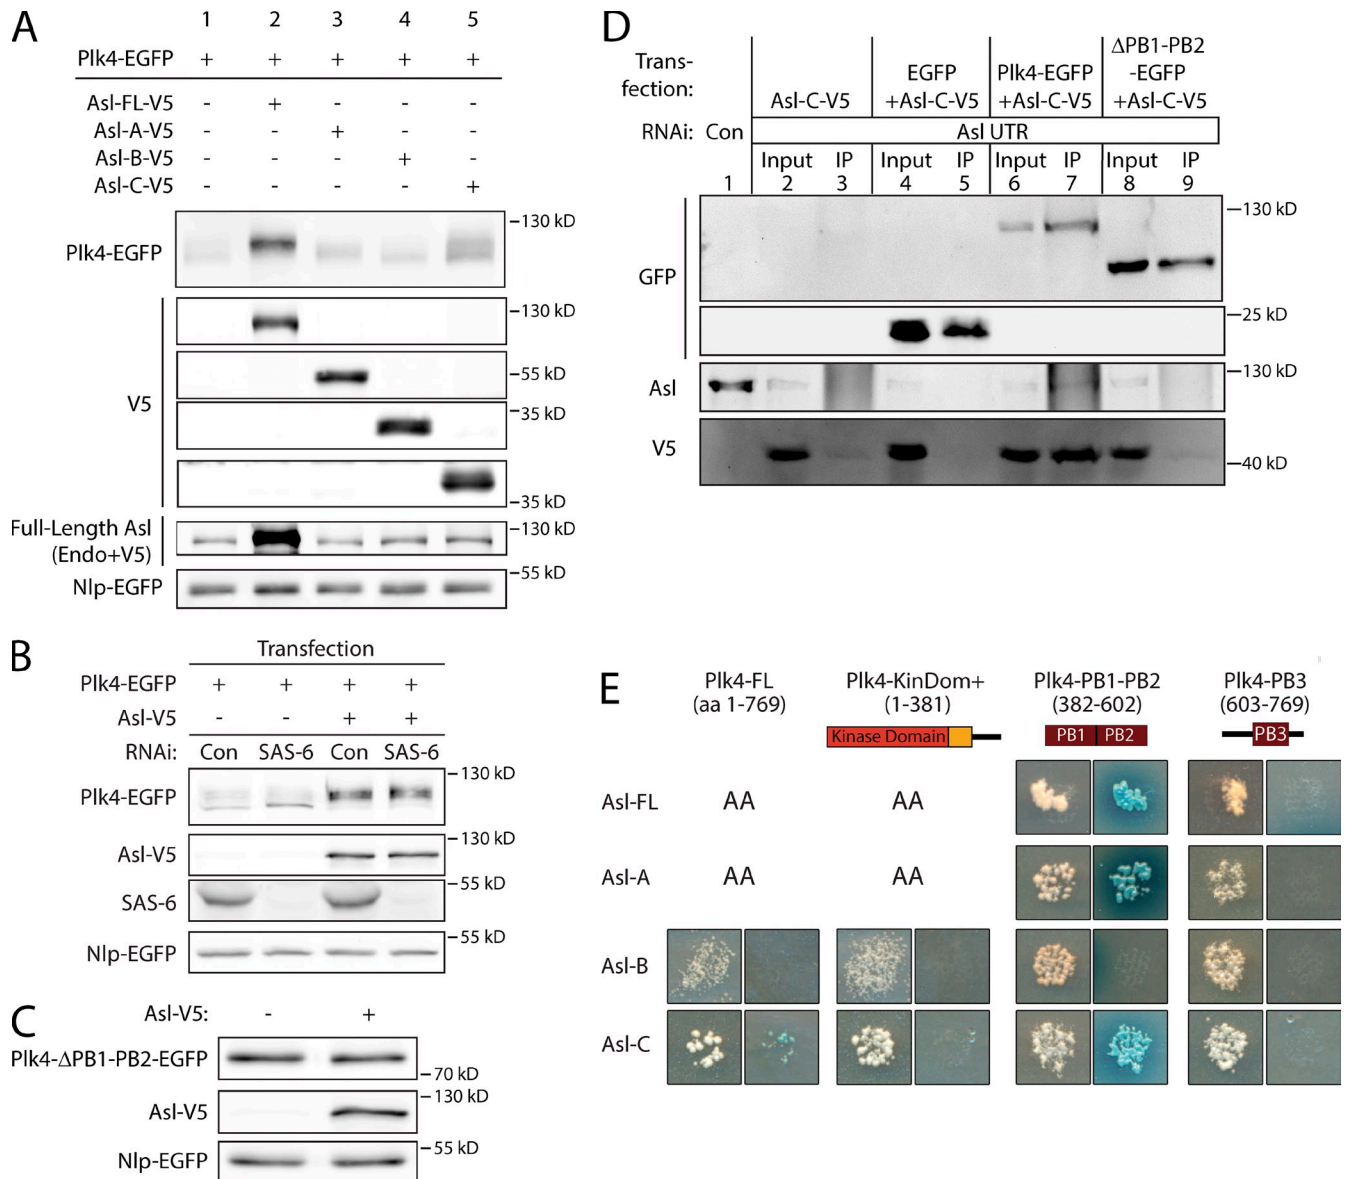 A
1 2 3 4 5
Plk4-EGFP + + + + +
Asl-FL-V5 - + - - -
Asl-A-V5 - - + - -
Asl-B-V5 - - - + -
Asl-C-V5 - - - - +
Plk4-EGFP
130 kD
V5
130 kD
55 kD
35 kD
35 kD
Full-Length Asl
(Endo+V5)
130 kD
Nlp-EGFP
55 kD
B
Transfection
Plk4-EGFP + + + +
Asl-V5 - - + +
RNAi: Con SAS-6 Con SAS-6
Plk4-EGFP
130 kD
Asl-V5
130 kD
SAS-6
55 kD
Nlp-EGFP
55 kD
C
Asl-V5: - +
Plk4-ΔPB1-PB2-EGFP
70 kD
Asl-V5
130 kD
Nlp-EGFP
55 kD
D
Trans-
fection:
Asl-C-V5
EGFP
+Asl-C-V5
Plk4-EGFP
+Asl-C-V5
ΔPB1-PB2
-EGFP
+Asl-C-V5
RNAi: Con Asl UTR
Input IP Input IP Input IP Input IP
1 2 3 4 5 6 7 8 9
GFP
130 kD
25 kD
Asl
130 kD
V5
40 kD
E
Plk4-FL
(aa 1-769)
Plk4-KinDom+
(1-381)
Plk4-PB1-PB2
(382-602)
Plk4-PB3
(603-769)
Kinase Domain
PB1 PB2
PB3
Asl-FL AA AA
Asl-A AA AA
Asl-B
Asl-C